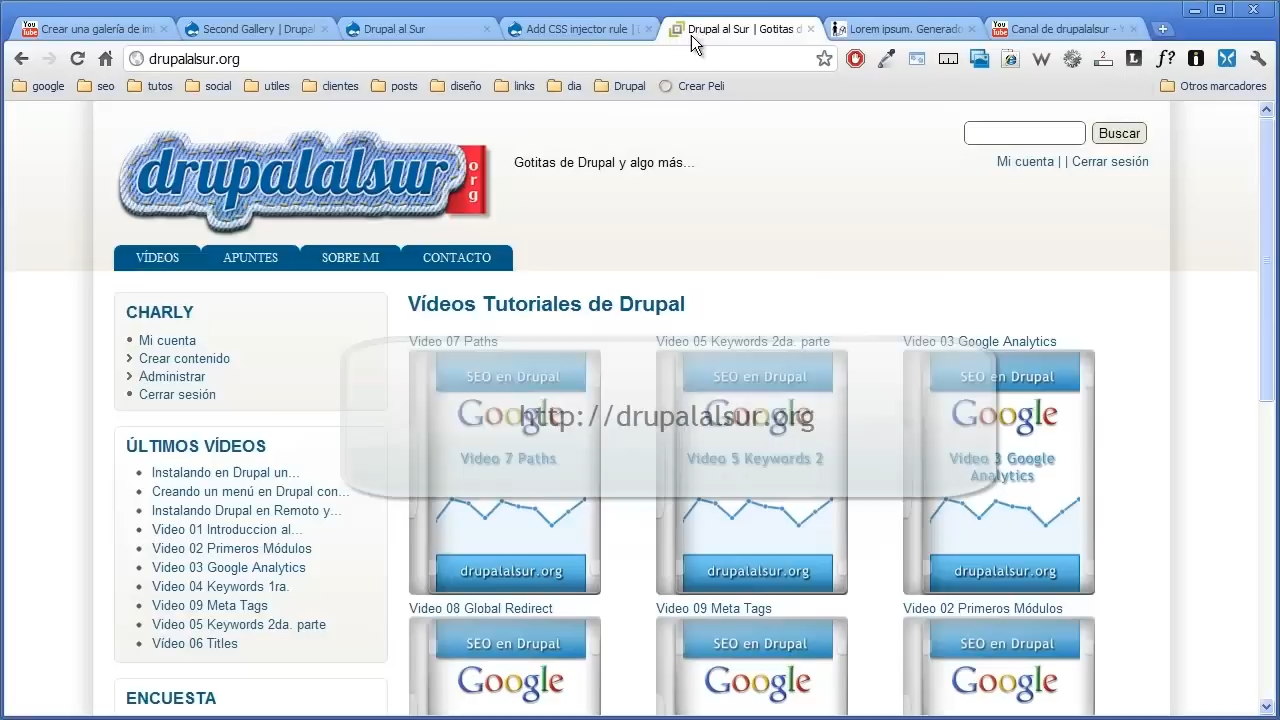 Crear una galería de im
Second Gallery | Drupal
Drupal al Sur
Add CSS injector rule |
Drupal al Sur | Gotitas d
Lorem ipsum. Generado
Canal de drupalalsur - 
drupalalsur.org
google
seo
tutos
social
utiles
clientes
posts
diseño
links
dia
Drupal
Crear Peli
Otros marcadores
drupalalsur
org
Gotitas de Drupal y algo más...
Buscar
Mi cuenta | | Cerrar sesión
VÍDEOS
APUNTES
SOBRE MI
CONTACTO
CHARLY
Mi cuenta
Crear contenido
Administrar
Cerrar sesión
ÚLTIMOS VÍDEOS
Instalando en Drupal un...
Creando un menú en Drupal con...
Instalando Drupal en Remoto y...
Video 01 Introduccion al...
Video 02 Primeros Módulos
Video 03 Google Analytics
Video 04 Keywords 1ra.
Video 09 Meta Tags
Video 05 Keywords 2da. parte
Vídeo 06 Titles
ENCUESTA
Vídeos Tutoriales de Drupal
Video 07 Paths
SEO en Drupal
Google
Video 7 Paths
drupalalsur.org
Video 05 Keywords 2da. parte
SEO en Drupal
Google
Video 5 Keywords 2
drupalalsur.org
Video 03 Google Analytics
SEO en Drupal
Google
Video 3 Google
Analytics
drupalalsur.org
http://drupalalsur.org
Video 08 Global Redirect
SEO en Drupal
Google
Video 09 Meta Tags
SEO en Drupal
Google
Video 02 Primeros Módulos
SEO en Drupal
Google